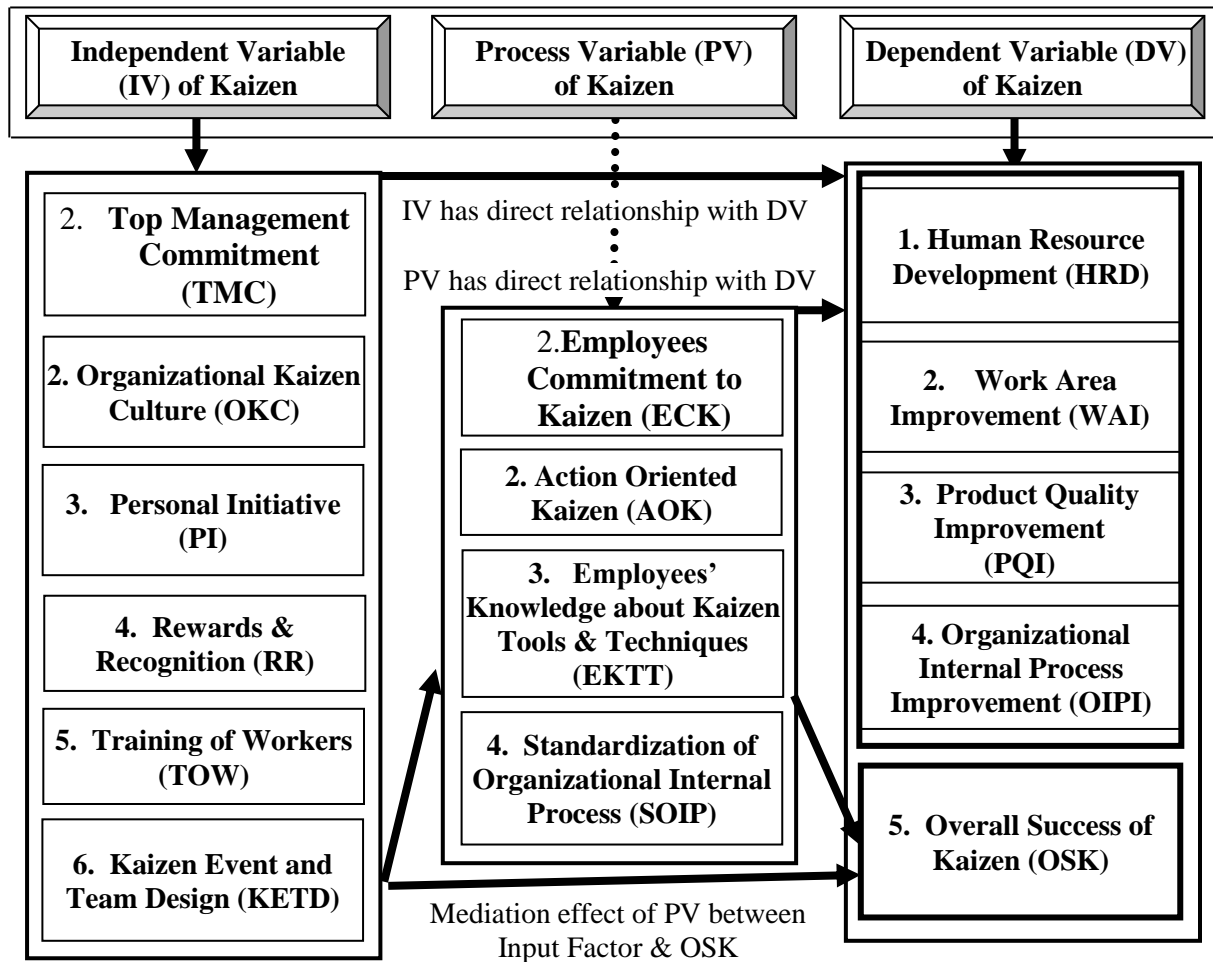 Independent Variable
(IV) of Kaizen
Process Variable (PV)
of Kaizen
Dependent Variable (DV)
of Kaizen
2. Top Management
Commitment
(TMC)
2. Organizational Kaizen
Culture (OKC)
3. Personal Initiative
(PI)
4. Rewards &
Recognition (RR)
5. Training of Workers
(TOW)
6. Kaizen Event and
Team Design (KETD)
IV has direct relationship with DV
PV has direct relationship with DV
2.Employees
Commitment to
Kaizen (ECK)
2. Action Oriented
Kaizen (AOK)
3. Employees’
Knowledge about Kaizen
Tools & Techniques
(EKTT)
4. Standardization of
Organizational Internal
Process (SOIP)
Mediation effect of PV between
Input Factor & OSK
1. Human Resource
Development (HRD)
2. Work Area
Improvement (WAI)
3. Product Quality
Improvement
(PQI)
4. Organizational
Internal Process
Improvement (OIPI)
5. Overall Success of
Kaizen (OSK)